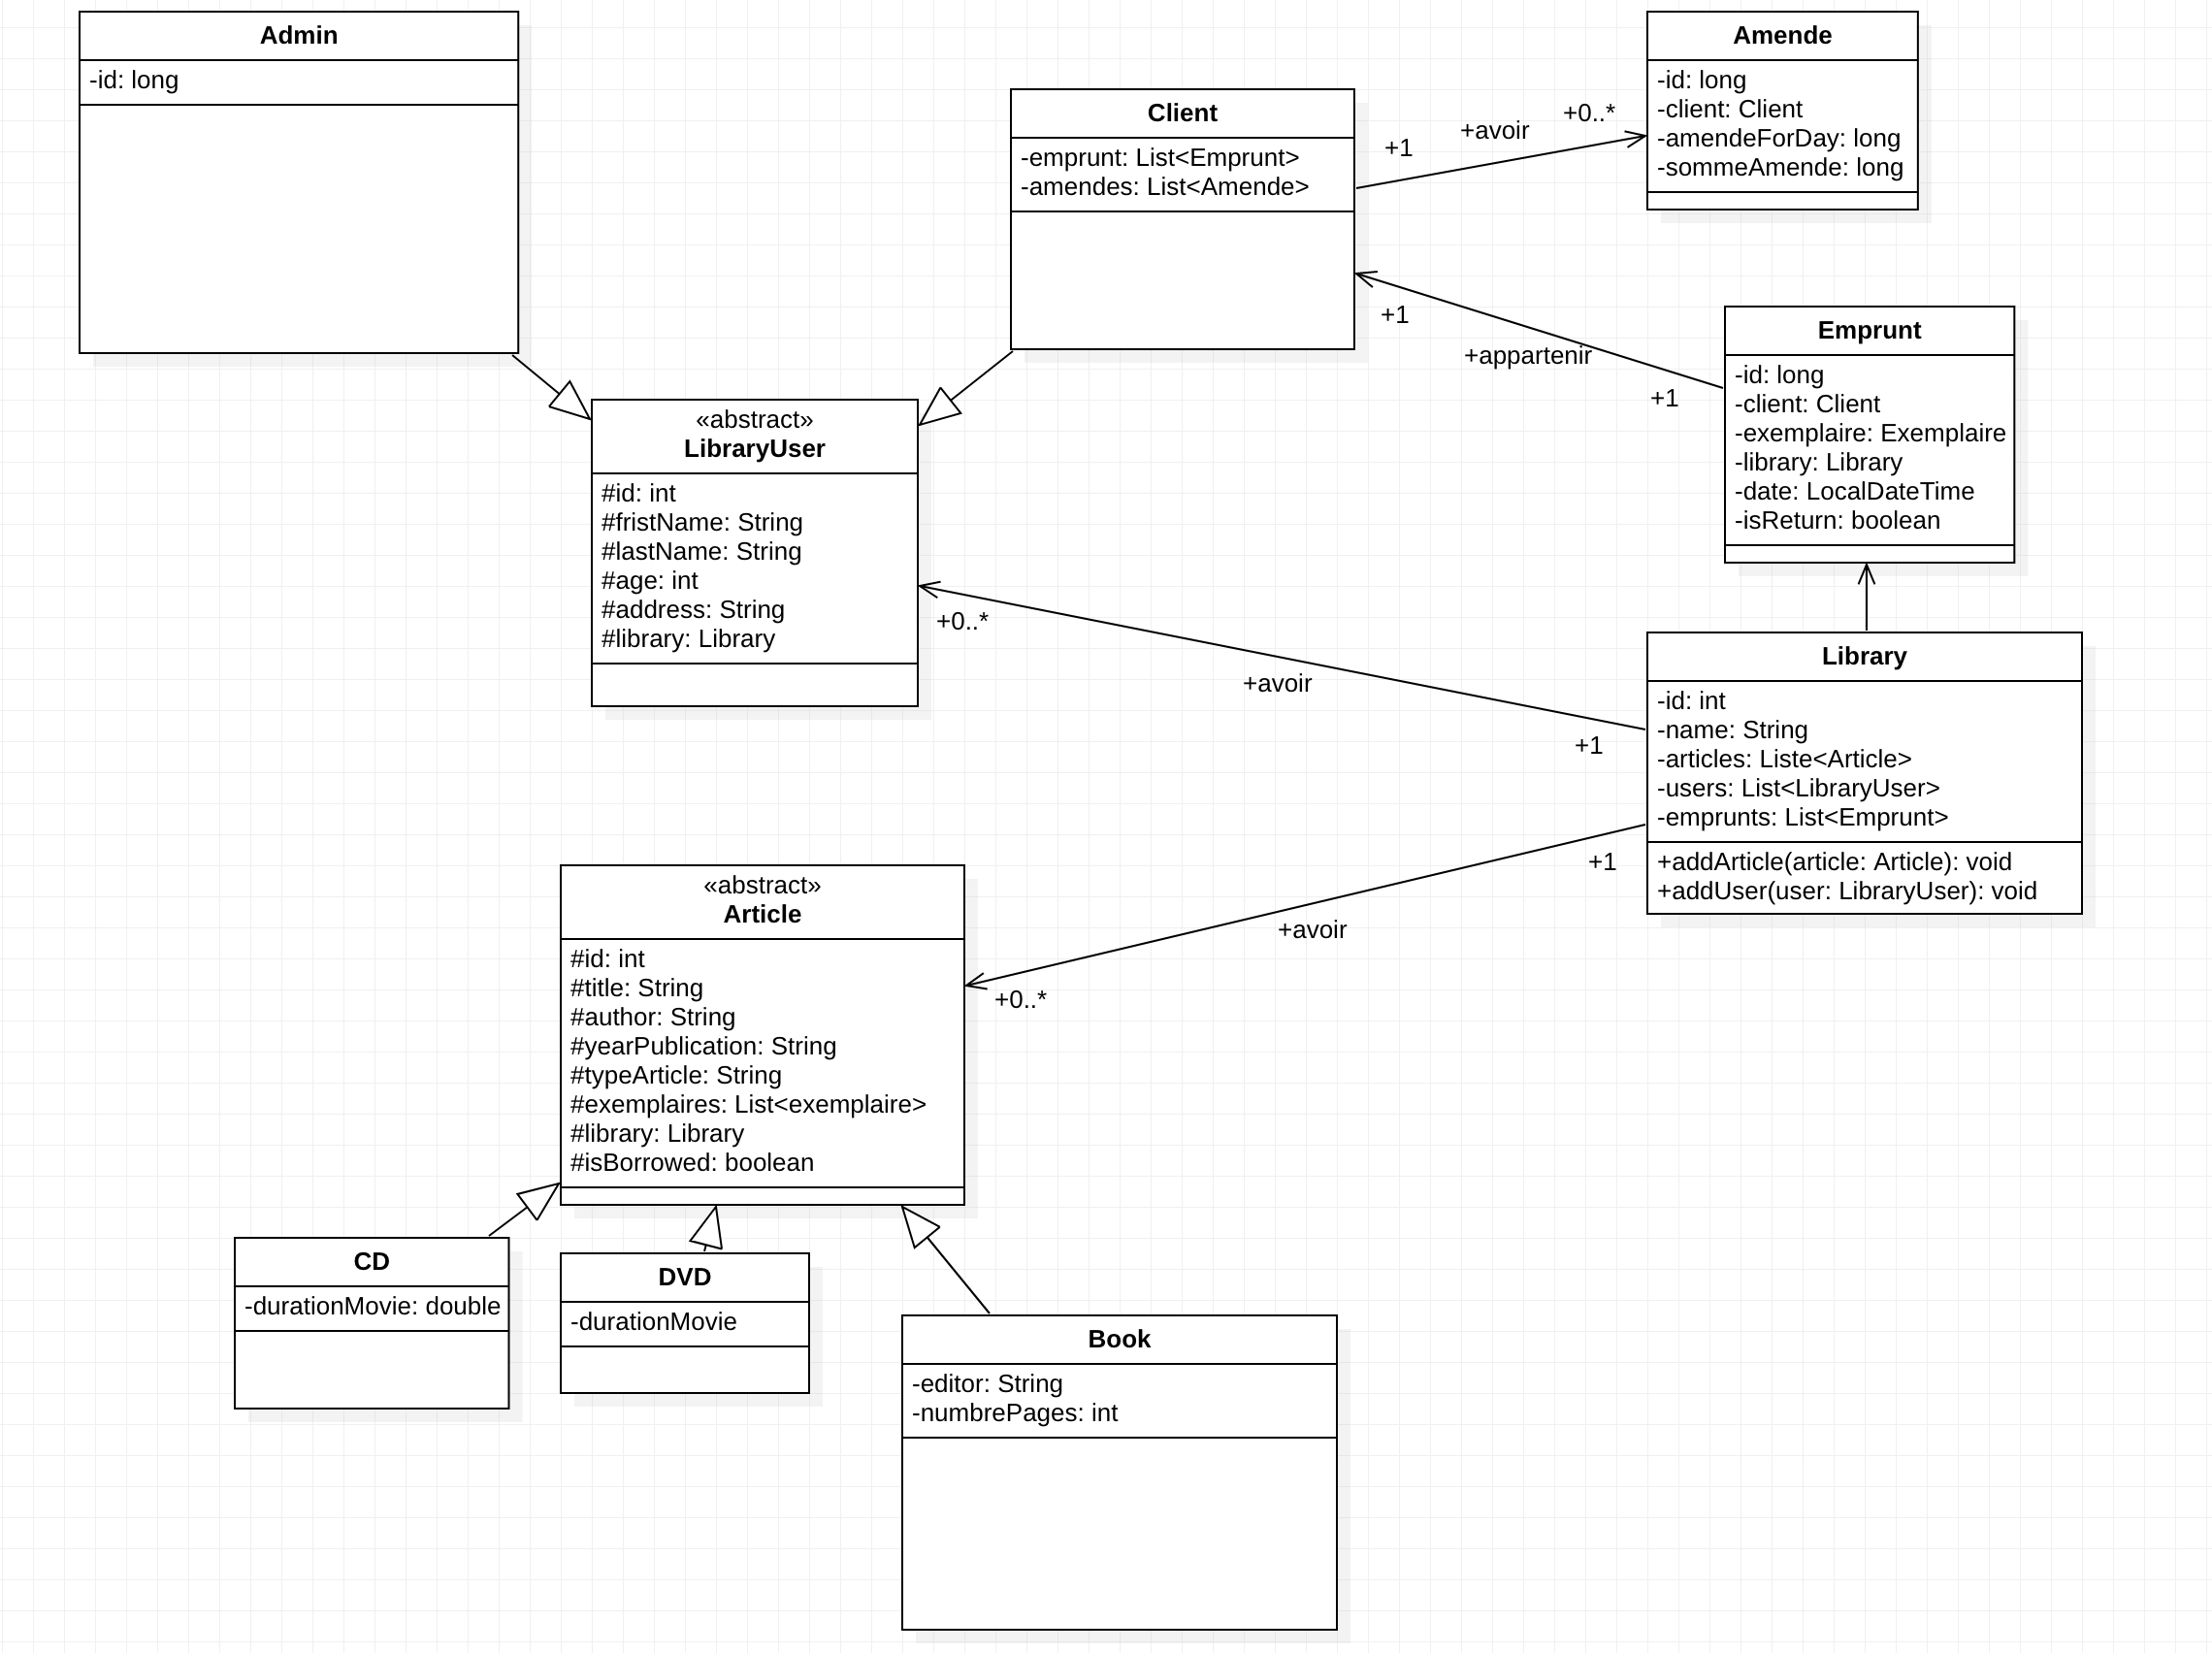 Admin
-id: long
Client
-emprunt: List<Emprunt>
-amendes: List<Amende>
+1
+avoir
+0..*
Amende
-id: long
-client: Client
-amendeForDay: long
-sommeAmende: long
+1
+appartenir
+1
Emprunt
-id: long
-client: Client
-exemplaire: Exemplaire
-library: Library
-date: LocalDateTime
-isReturn: boolean
«abstract»
LibraryUser
#id: int
#fristName: String
#lastName: String
#age: int
#address: String
#library: Library
+0..*
+avoir
+1
Library
-id: int
-name: String
-articles: Liste<Article>
-users: List<LibraryUser>
-emprunts: List<Emprunt>
+addArticle(article: Article): void
+addUser(user: LibraryUser): void
+1
+avoir
+0..*
«abstract»
Article
#id: int
#title: String
#author: String
#yearPublication: String
#typeArticle: String
#exemplaires: List<exemplaire>
#library: Library
#isBorrowed: boolean
CD
-durationMovie: double
DVD
-durationMovie
Book
-editor: String
-numbrePages: int